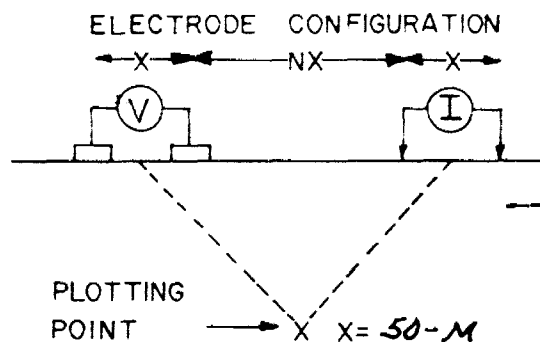 ELECTRODE CONFIGURATION
X NX X
V I
PLOTTING
POINT X X = 50-M